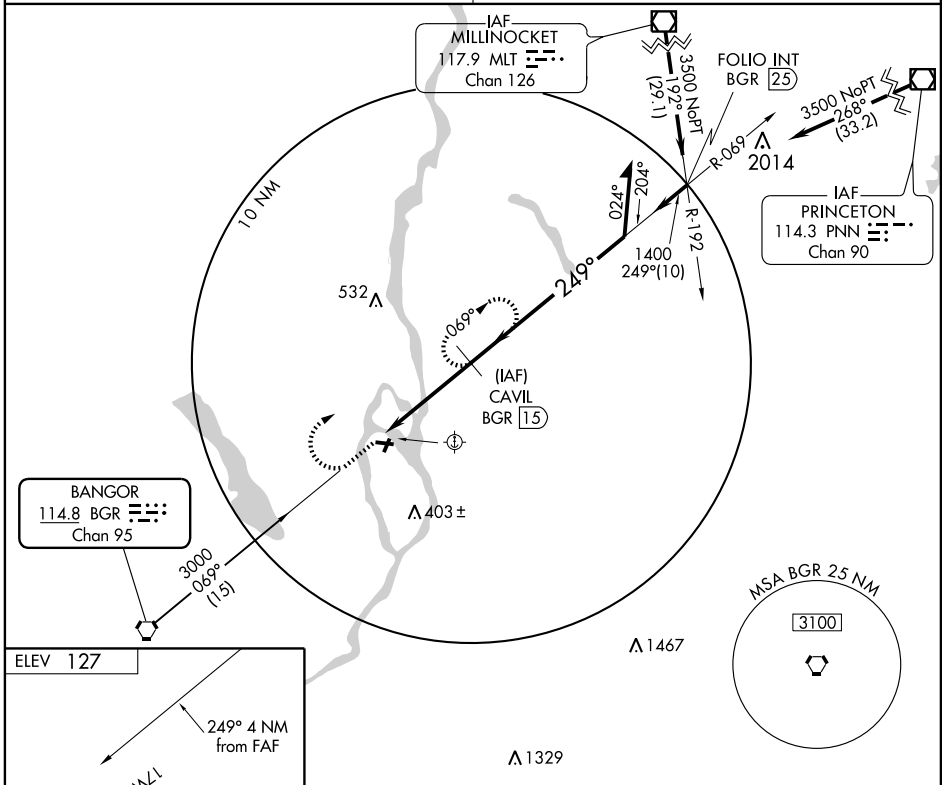 IAF
MILLINOCKET
117.9 MLT
Chan 126
3500 NoPT
192°
(29.1)
FOLIO INT
BGR 25
3500 NoPT
268°
(33.2)
R-069
2014
IAF
PRINCETON
114.3 PNN
Chan 90
10 NM
024°
204°
R-192
1400
249°(10)
249°
532
069°
(IAF)
CAVIL
BGR 15
BANGOR
114.8 BGR
Chan 95
403±
3000
069°
(15)
MSA BGR 25 NM
3100
1467
ELEV 127
249° 4 NM
from FAF
1329